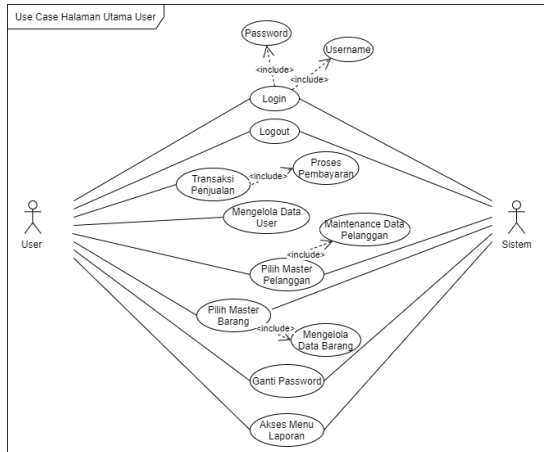 Use Case Halaman Utama User
Password
Username
<include>
<include>
Login
Logout
Transaksi
Penjualan
<include>
Proses
Pembayaran
Mengelola Data
User
User
Sistem
Maintenance Data
Pelanggan
<include>
Pilih Master
Pelanggan
Pilih Master
Barang
<include>
Mengelola
Data Barang
Ganti Password
Akses Menu
Laporan